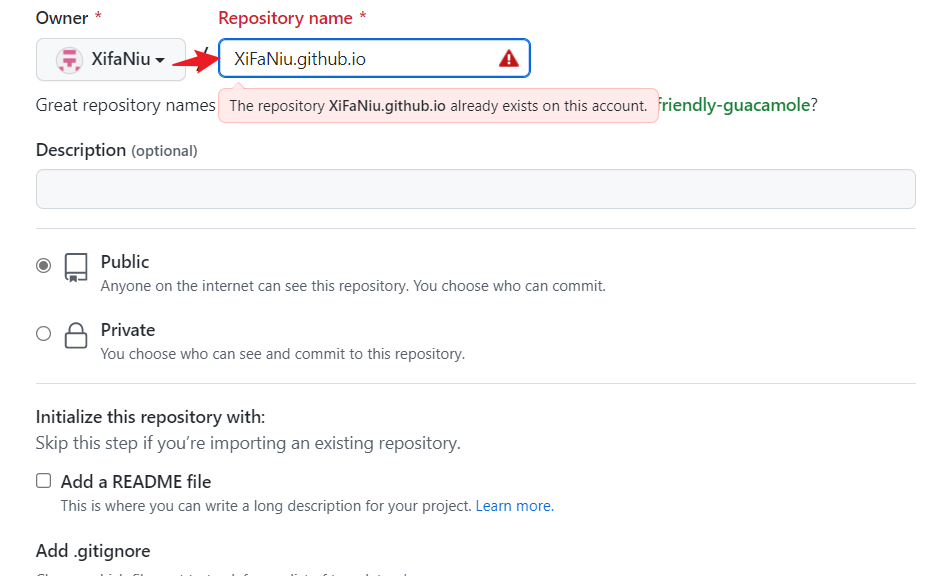 Owner * Repository name *
XifaNiu / XiFaNiu.github.io
Great repository names The repository XiFaNiu.github.io already exists on this account. friendly-guacamole?
Description (optional)
Public
Anyone on the internet can see this repository. You choose who can commit.
Private
You choose who can see and commit to this repository.
Initialize this repository with:
Skip this step if you’re importing an existing repository.
Add a README file
This is where you can write a long description for your project. Learn more.
Add .gitignore